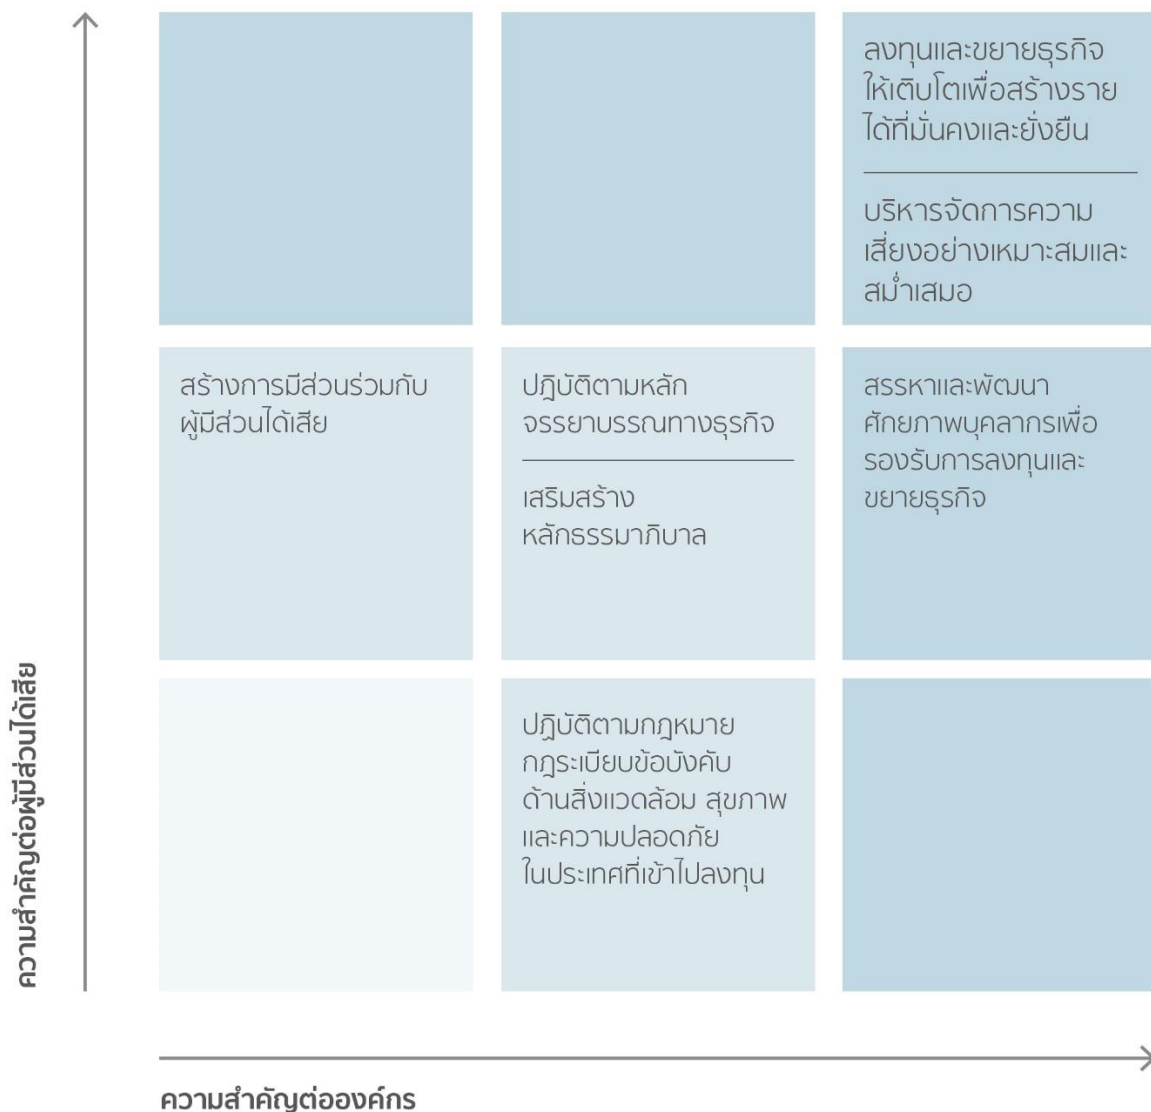 ลงทุนและขยายธุรกิจ
ให้เติบโตเพื่อสร้างราย
ได้ที่มั่นคงและยั่งยืน
บริหารจัดการความ
เสี่ยงอย่างเหมาะสมและ
สม่ำเสมอ
สร้างการมีส่วนร่วมกับ
ผู้มีส่วนได้เสีย
ปฏิบัติตามหลัก
จรรยาบรรณทางธุรกิจ
เสริมสร้าง
หลักธรรมาภิบาล
สรรหาและพัฒนา
ศักยภาพบุคลากรเพื่อ
รองรับการลงทุนและ
ขยายธุรกิจ
ปฏิบัติตามกฎหมาย
กฎระเบียบข้อบังคับ
ด้านสิ่งแวดล้อม สุขภาพ
และความปลอดภัย
ในประเทศที่เข้าไปลงทุน
ความสำคัญต่อผู้มีส่วนได้เสีย
ความสำคัญต่อองค์กร